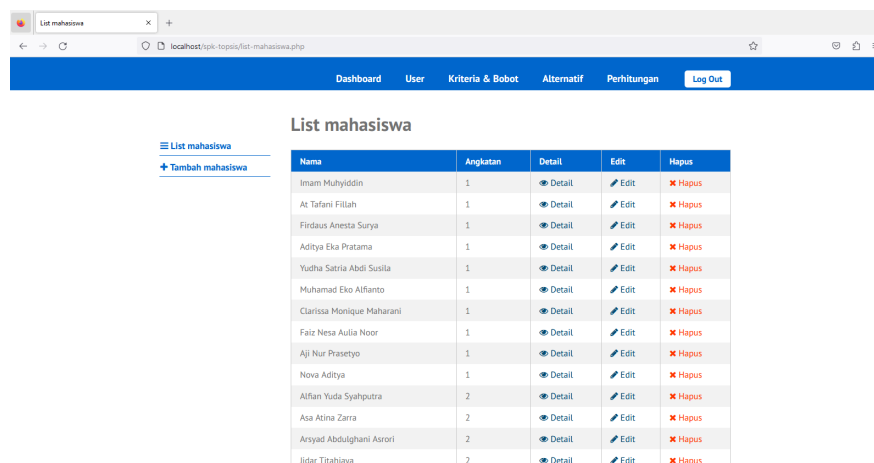 List mahasiswa
localhost/spk-topsis/list-mahasiswa.php
Dashboard User Kriteria & Bobot Alternatif Perhitungan Log Out
List mahasiswa
List mahasiswa
Tambah mahasiswa
Nama Angkatan Detail Edit Hapus
Imam Muhyiddin 1 Detail Edit Hapus
At Tafani Fillah 1 Detail Edit Hapus
Firdaus Anesta Surya 1 Detail Edit Hapus
Aditya Eka Pratama 1 Detail Edit Hapus
Yudha Satria Abdi Susila 1 Detail Edit Hapus
Muhamad Eko Alfianto 1 Detail Edit Hapus
Clarissa Monique Maharani 1 Detail Edit Hapus
Faiz Nesa Aulia Noor 1 Detail Edit Hapus
Aji Nur Prasetyo 1 Detail Edit Hapus
Nova Aditya 1 Detail Edit Hapus
Alfian Yuda Syahputra 2 Detail Edit Hapus
Asa Atina Zarra 2 Detail Edit Hapus
Arsyad Abdulghani Asrori 2 Detail Edit Hapus
Titahjaya 2 Detail Edit Hapus